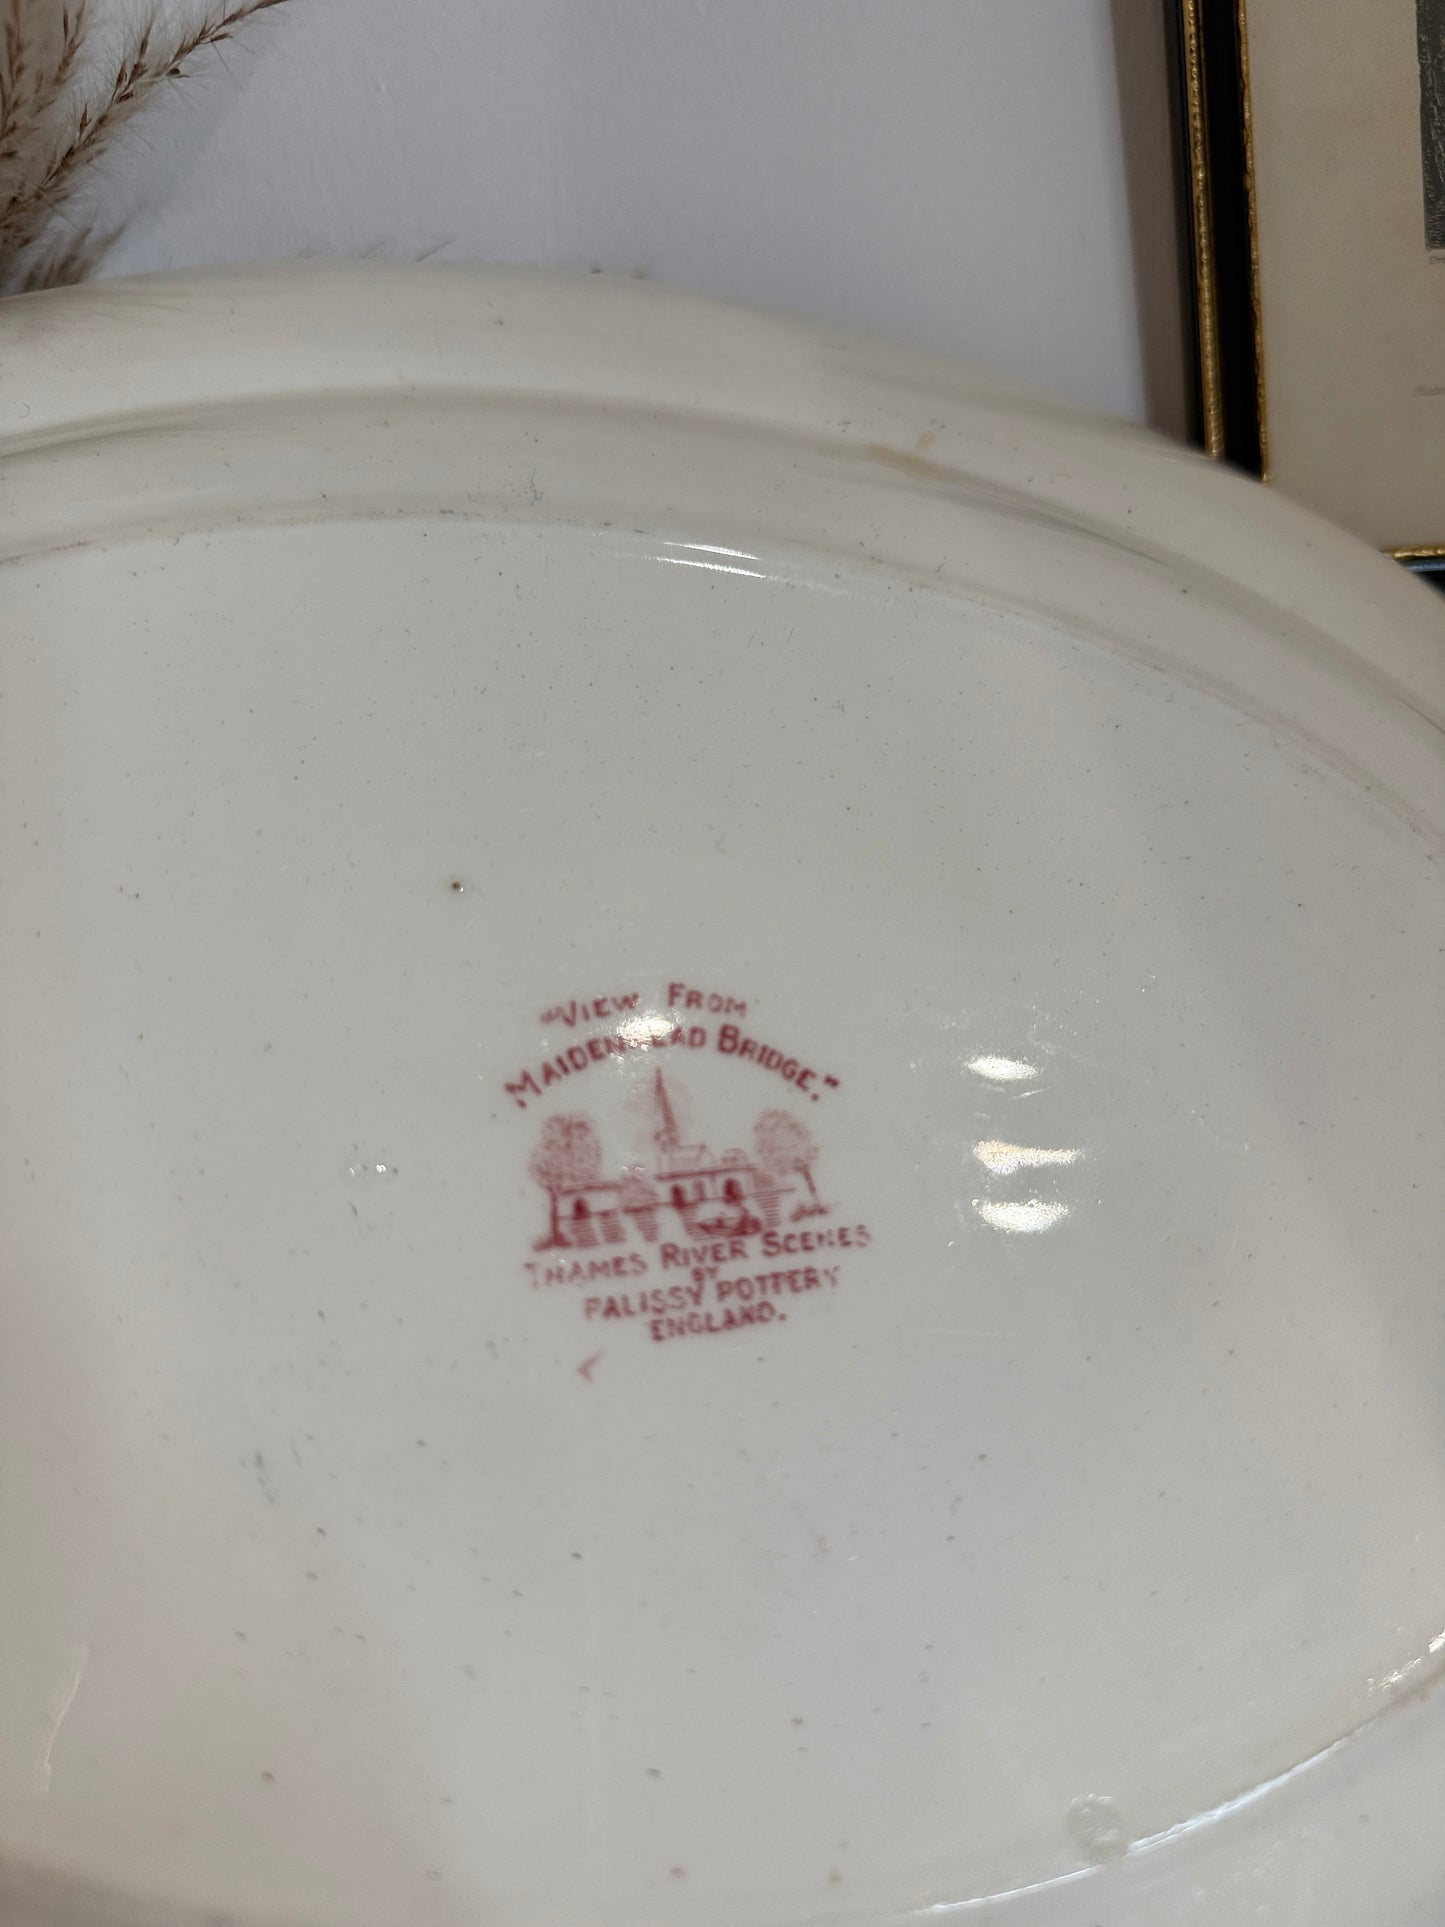 "VIEW FROM
MAIDENHEAD BRIDGE."
THAMES RIVER SCENES
BY
PALISSY POTTERY
ENGLAND.